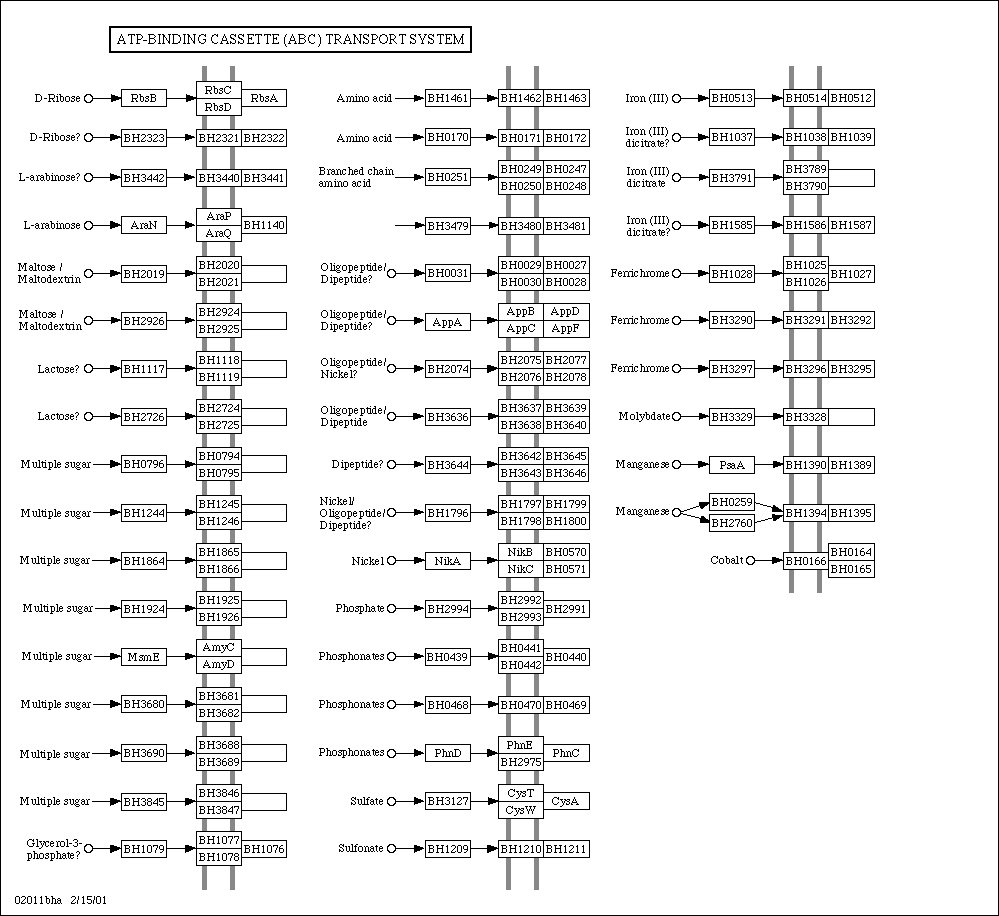 ATP-BINDING CASSETTE (ABC) TRANSPORT SYSTEM
D-Ribose RbsB RbsC RbsA
RbsD
D-Ribose? BH2323 BH2321 BH2322
L-arabinose? BH3442 BH3440 BH3441
L-arabinose AraN AraP BH1140
AraQ
Maltose /
Maltodextrin BH2019 BH2020
BH2021
Maltose /
Maltodextrin BH2926 BH2924
BH2925
Lactose? BH1117 BH1118
BH1119
Lactose? BH2726 BH2724
BH2725
Multiple sugar BH0796 BH0794
BH0795
Multiple sugar BH1244 BH1245
BH1246
Multiple sugar BH1864 BH1865
BH1866
Multiple sugar BH1924 BH1925
BH1926
Multiple sugar MsmE AmyC
AmyD
Multiple sugar BH3680 BH3681
BH3682
Multiple sugar BH3690 BH3688
BH3689
Multiple sugar BH3845 BH3846
BH3847
Glycerol-3-
phosphate? BH1079 BH1077 BH1076
BH1078
Amino acid BH1461 BH1462 BH1463
Amino acid BH0170 BH0171 BH0172
Branched chain
amino acid BH0251 BH0249 BH0247
BH0250 BH0248
BH3479 BH3480 BH3481
Oligopeptide/
Dipeptide? BH0031 BH0029 BH0027
BH0030 BH0028
Oligopeptide/
Dipeptide? AppA AppB AppD
AppC AppF
Oligopeptide/
Nickel? BH2074 BH2075 BH2077
BH2076 BH2078
Oligopeptide/
Dipeptide BH3636 BH3637 BH3639
BH3638 BH3640
Dipeptide? BH3644 BH3642 BH3645
BH3643 BH3646
Nickel/
Oligopeptide/
Dipeptide? BH1796 BH1797 BH1799
BH1798 BH1800
Nickel NikA NikB BH0570
NikC BH0571
Phosphate BH2994 BH2992 BH2991
BH2993
Phosphonates BH0439 BH0441 BH0440
BH0442
Phosphonates BH0468 BH0470 BH0469
Phosphonates PhnD PhnE PhnC
BH2975
Sulfate BH3127 CysT CysA
CysW
Sulfonate BH1209 BH1210 BH1211
Iron (III) BH0513 BH0514 BH0512
Iron (III)
dicitrate? BH1037 BH1038 BH1039
Iron (III)
dicitrate BH3791 BH3789
BH3790
Iron (III)
dicitrate? BH1585 BH1586 BH1587
Ferrichrome BH1028 BH1025 BH1027
BH1026
Ferrichrome BH3290 BH3291 BH3292
Ferrichrome BH3297 BH3296 BH3295
Molybdate BH3329 BH3328
Manganese PsaA BH1390 BH1389
Manganese BH0259 BH1394 BH1395
BH2760
Cobalt BH0166 BH0164
BH0165
02011bha 2/15/01